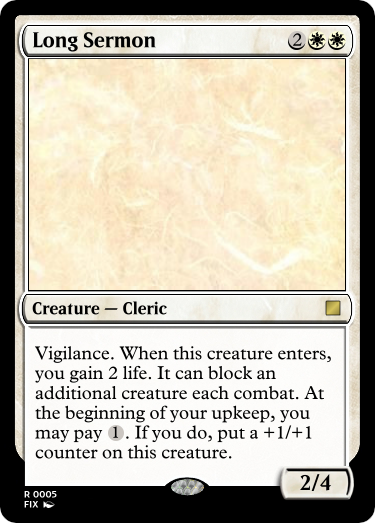 Long Sermon 2
Creature — Cleric
Vigilance. When this creature enters,
you gain 2 life. It can block an
additional creature each combat. At
the beginning of your upkeep, you
may pay 1. If you do, put a +1/+1
counter on this creature.
2/4
R 0005
FIX